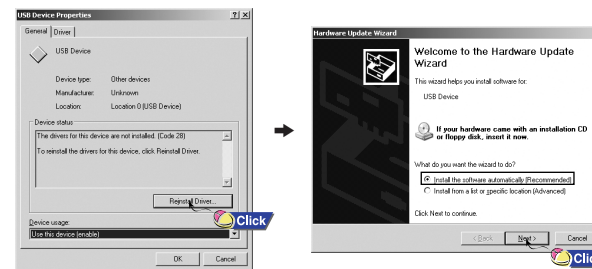 USB Device Properties
General Driver
USB Device
Device type: Other devices
Manufacturer: Unknown
Location: Location 0 (USB Device)
Device status
The drivers for this device are not installed. (Code 28)
To reinstall the drivers for this device, click Reinstall Driver.
Reinstall Driver...
Click
Device usage:
Use this device (enable)
OK Cancel
Hardware Update Wizard
Welcome to the Hardware Update
Wizard
This wizard helps you install software for:
USB Device
If your hardware came with an installation CD
or floppy disk, insert it now.
What do you want the wizard to do?
Install the software automatically (Recommended)
Install from a list or specific location (Advanced)
Click Next to continue.
< Back Next > Cancel
Clic